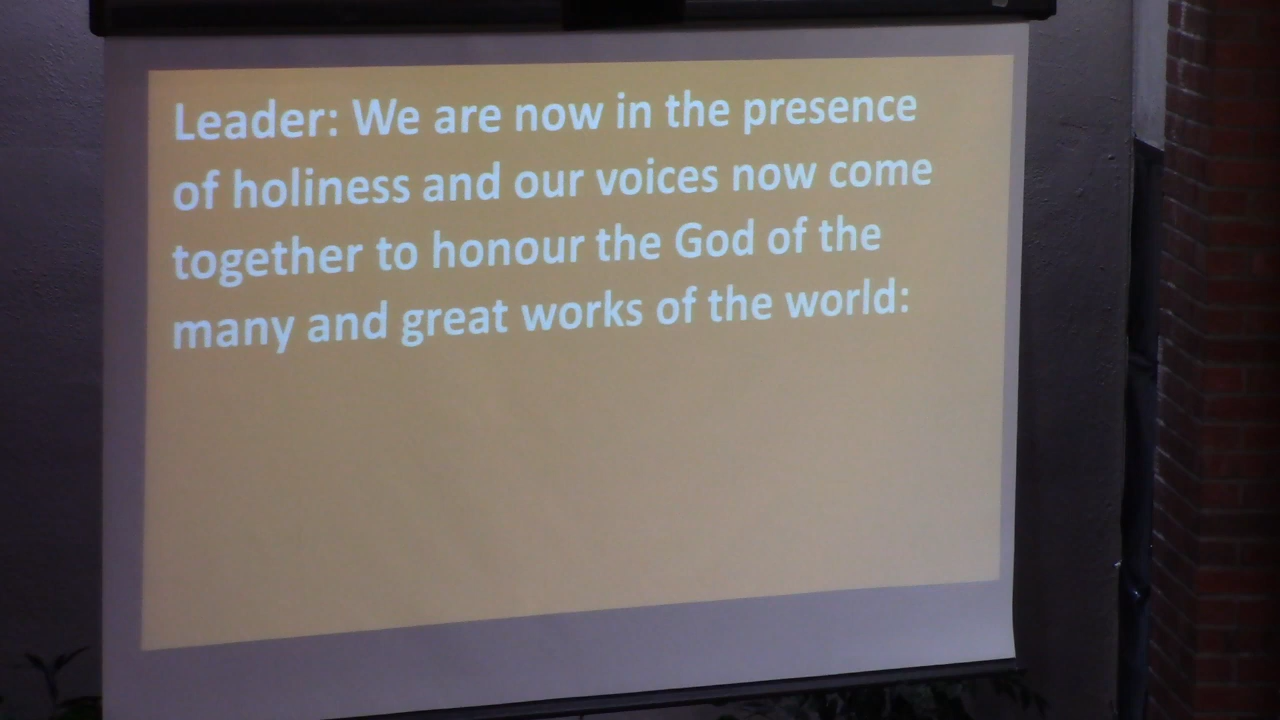 Leader: We are now in the presence
of holiness and our voices now come
together to honour the God of the
many and great works of the world: